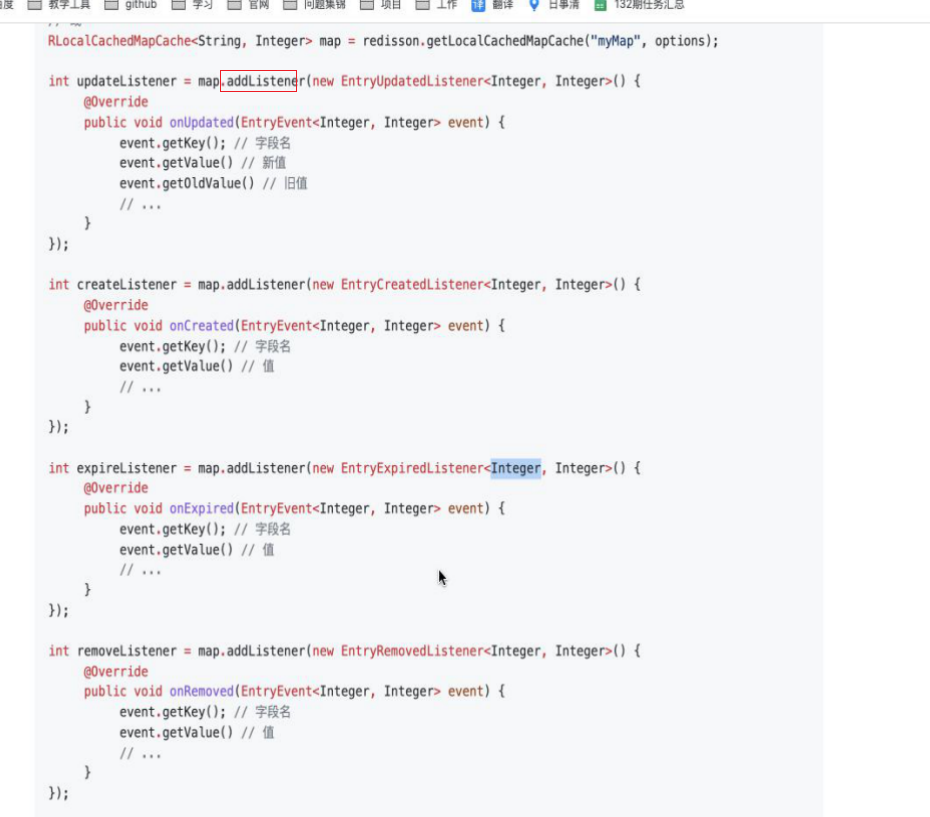 百度 教学工具 github 学习 官网 问题集锦 项目 工作 译 翻译 日事清 132期任务汇总
RLocalCachedMapCache<String, Integer> map = redisson.getLocalCachedMapCache("myMap", options);
int updateListener = map.addListener(new EntryUpdatedListener<Integer, Integer>() {
@Override
public void onUpdated(EntryEvent<Integer, Integer> event) {
event.getKey(); // 字段名
event.getValue() // 新值
event.getOldValue() // 旧值
// ...
}
});
int createListener = map.addListener(new EntryCreatedListener<Integer, Integer>() {
@Override
public void onCreated(EntryEvent<Integer, Integer> event) {
event.getKey(); // 字段名
event.getValue() // 值
// ...
}
});
int expireListener = map.addListener(new EntryExpiredListener<Integer, Integer>() {
@Override
public void onExpired(EntryEvent<Integer, Integer> event) {
event.getKey(); // 字段名
event.getValue() // 值
// ...
}
});
int removeListener = map.addListener(new EntryRemovedListener<Integer, Integer>() {
@Override
public void onRemoved(EntryEvent<Integer, Integer> event) {
event.getKey(); // 字段名
event.getValue() // 值
// ...
}
});